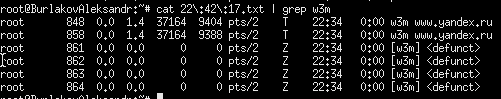 root@BurlakovAleksandr:~# cat 22\:42\:17.txt | grep w3m
root 848 0.0 1.4 37164 9404 pts/2 T 22:34 0:00 w3m www.yandex.ru
root 858 0.0 1.4 37164 9388 pts/2 T 22:34 0:00 w3m www.yandex.ru
root 861 0.0 0.0 0 0 pts/2 Z 22:34 0:00 [w3m] <defunct>
root 862 0.0 0.0 0 0 pts/2 Z 22:34 0:00 [w3m] <defunct>
root 863 0.0 0.0 0 0 pts/2 Z 22:34 0:00 [w3m] <defunct>
root 864 0.0 0.0 0 0 pts/2 Z 22:34 0:00 [w3m] <defunct>
root@BurlakovAleksandr:~#